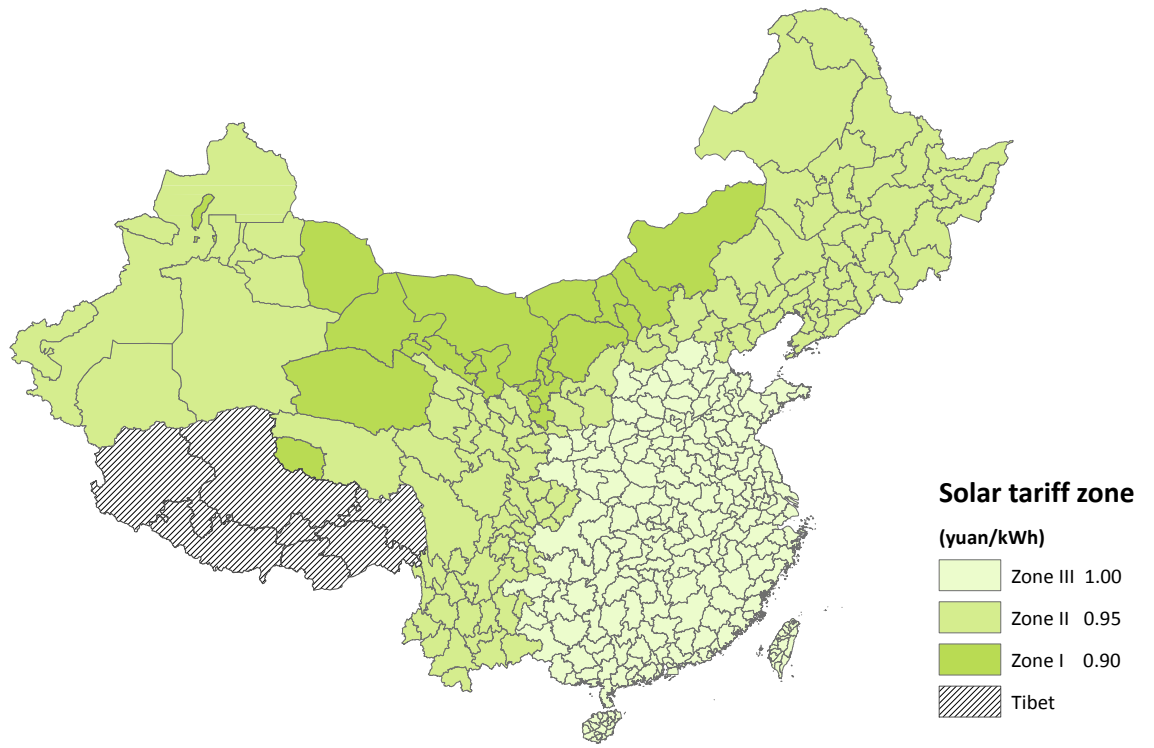 Solar tariff zone
(yuan/kWh)
Zone III 1.00
Zone II 0.95
Zone I 0.90
Tibet